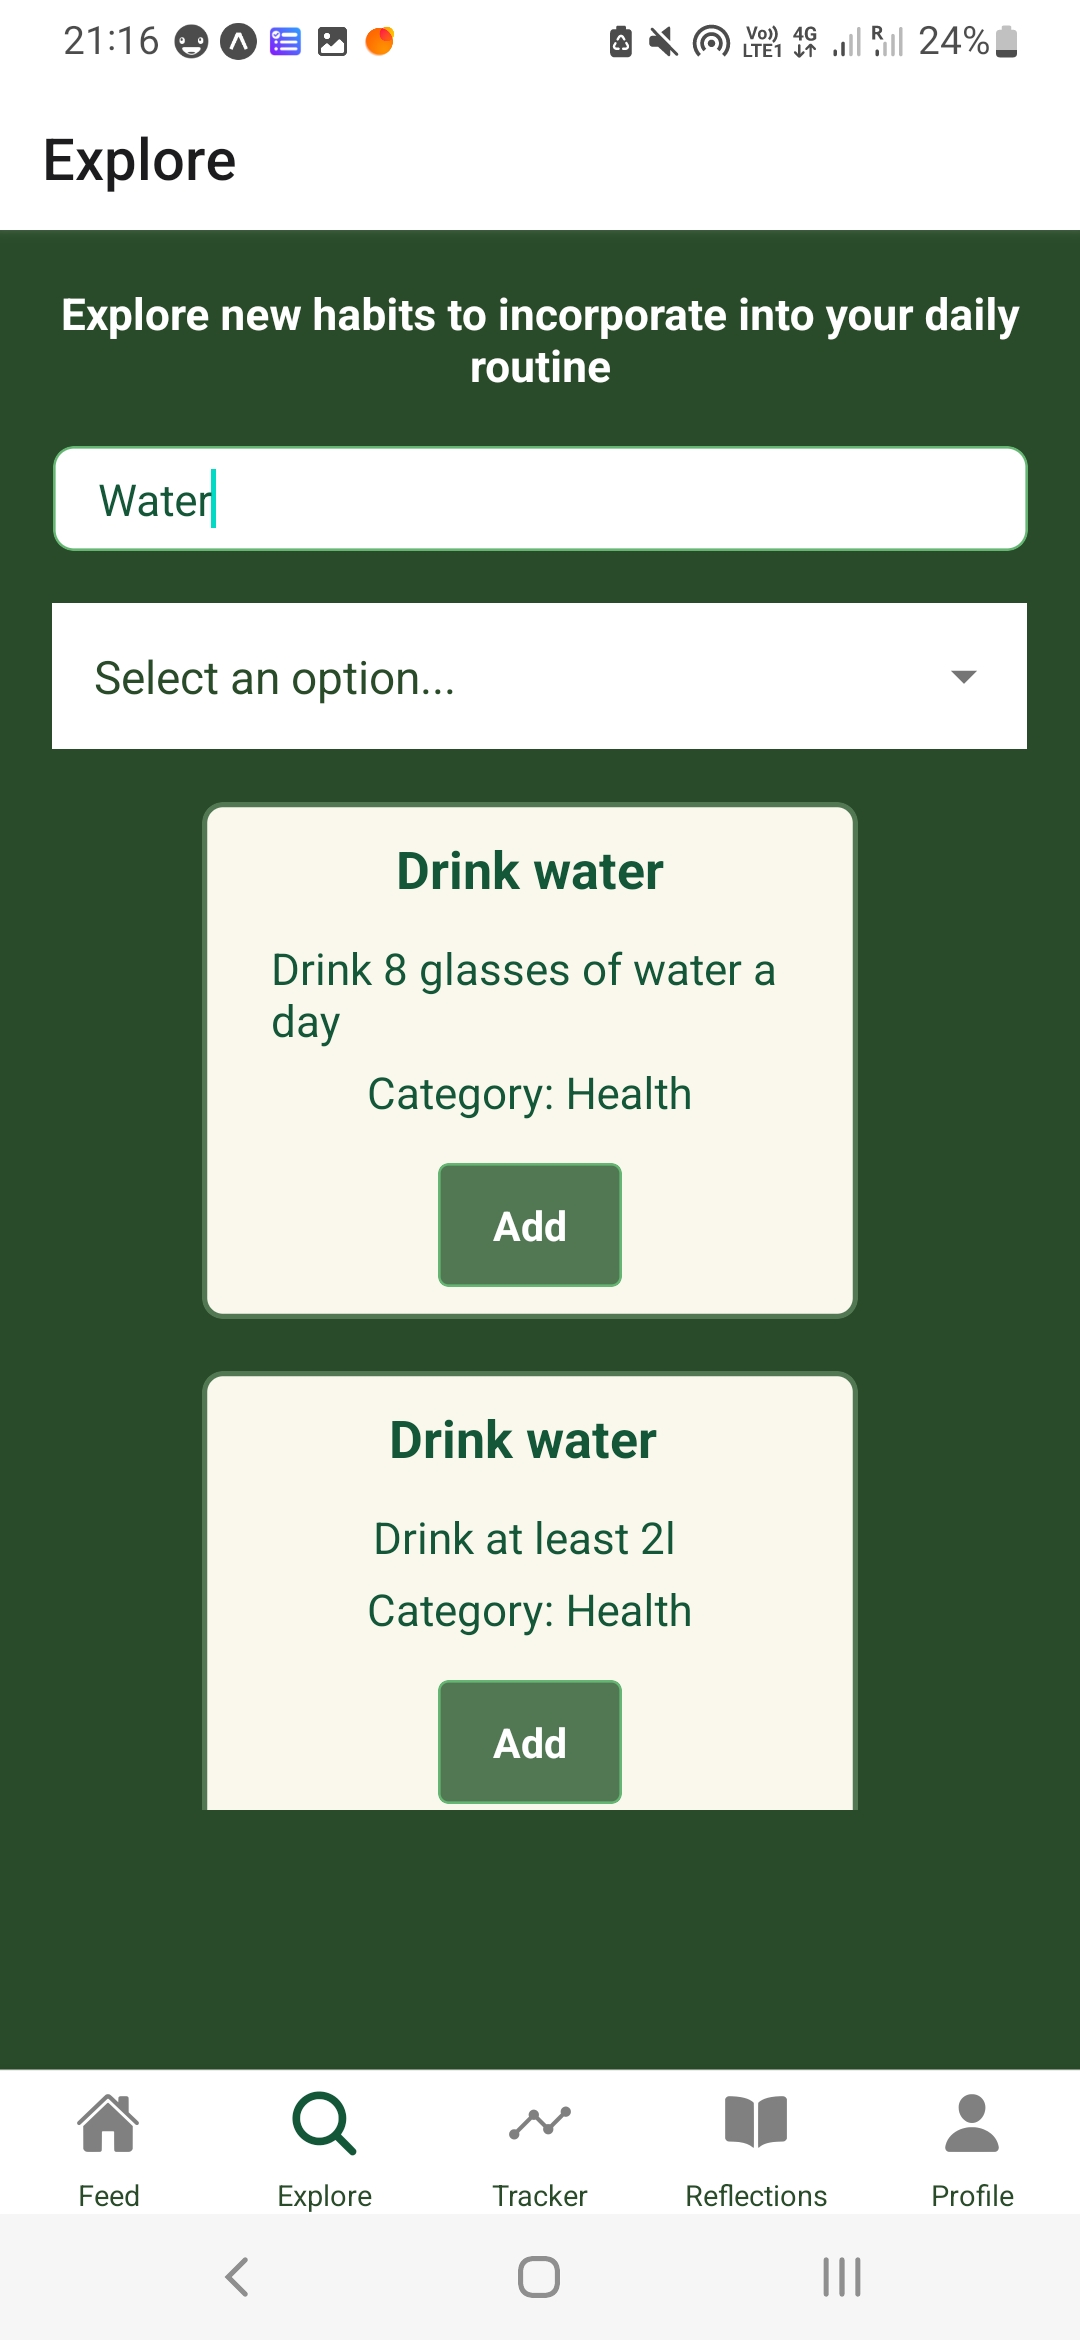 21:16
Vo)) LTE1 4G R 24%
Explore
Explore new habits to incorporate into your daily
routine
Water
Select an option...
Drink water
Drink 8 glasses of water a
day
Category: Health
Add
Drink water
Drink at least 2l
Category: Health
Add
Feed
Explore
Tracker
Reflections
Profile